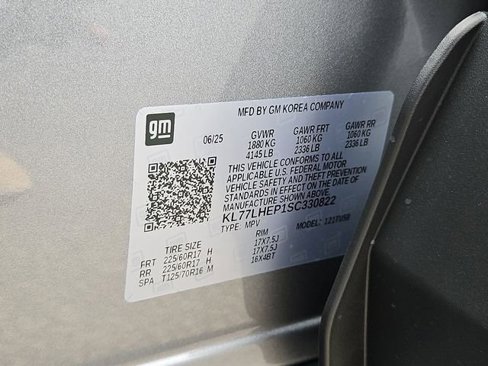 gm
MFD BY GM KOREA COMPANY
06/25 GVWR GAWR FRT GAWR RR
1880 KG 1060 KG 1060 KG
4145 LB 2336 LB 2336 LB
THIS VEHICLE CONFORMS TO ALL
APPLICABLE U.S. FEDERAL MOTOR
VEHICLE SAFETY AND THEFT PREVENTION
STANDARDS IN EFFECT ON THE DATE OF
MANUFACTURE SHOWN ABOVE.
KL77LHEP1SC330822
TYPE: MPV MODEL: 121TV58
TIRE SIZE RIM
FRT 225/60R17 H 17X7.5J
RR 225/60R17 H 17X7.5J
SPA T125/70R16 M 16X4BT